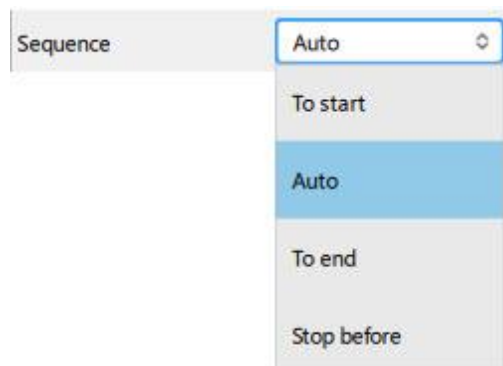 Sequence Auto
To start
Auto
To end
Stop before